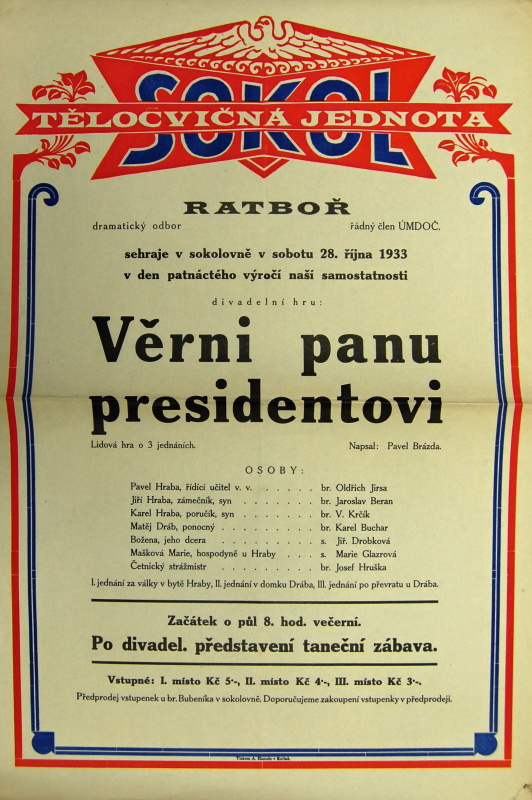 SOKOL
TĚLOCVIČNÁ JEDNOTA
RATBOŘ
dramatický odbor řádný člen ÚMDOČ.
sehraje v sokolovně v sobotu 28. října 1933
v den patnáctého výročí naší samostatnosti
divadelní hru:
Věrni panu
presidentovi
Lidová hra o 3 jednáních. Napsal: Pavel Brázda.
OSOBY:
Pavel Hraba, řídící učitel v. v. . . . . . br. Oldřich Jirsa
Jiří Hraba, zámečník, syn . . . . . . . br. Jaroslav Beran
Karel Hraba, poručík, syn . . . . . . . br. V. Krčík
Matěj Dráb, ponocný . . . . . . . . . br. Karel Buchar
Božena, jeho dcera . . . . . . . . . s. Jiř. Drobková
Mašková Marie, hospodyně u Hraby . . . s. Marie Glazrová
Četnický strážmistr . . . . . . . . . br. Josef Hruška
I. jednání za války v bytě Hraby, II. jednání v domku Drába, III. jednání po převratu u Drába.
Začátek o půl 8. hod. večerní.
Po divadel. představení taneční zábava.
Vstupné: I. místo Kč 5·-, II. místo Kč 4·-, III. místo Kč 3·-.
Předprodej vstupenek u br. Bubeníka v sokolovně. Doporučujeme zakoupení vstupenky v předprodeji.
Tiskem A. v Kolíně.